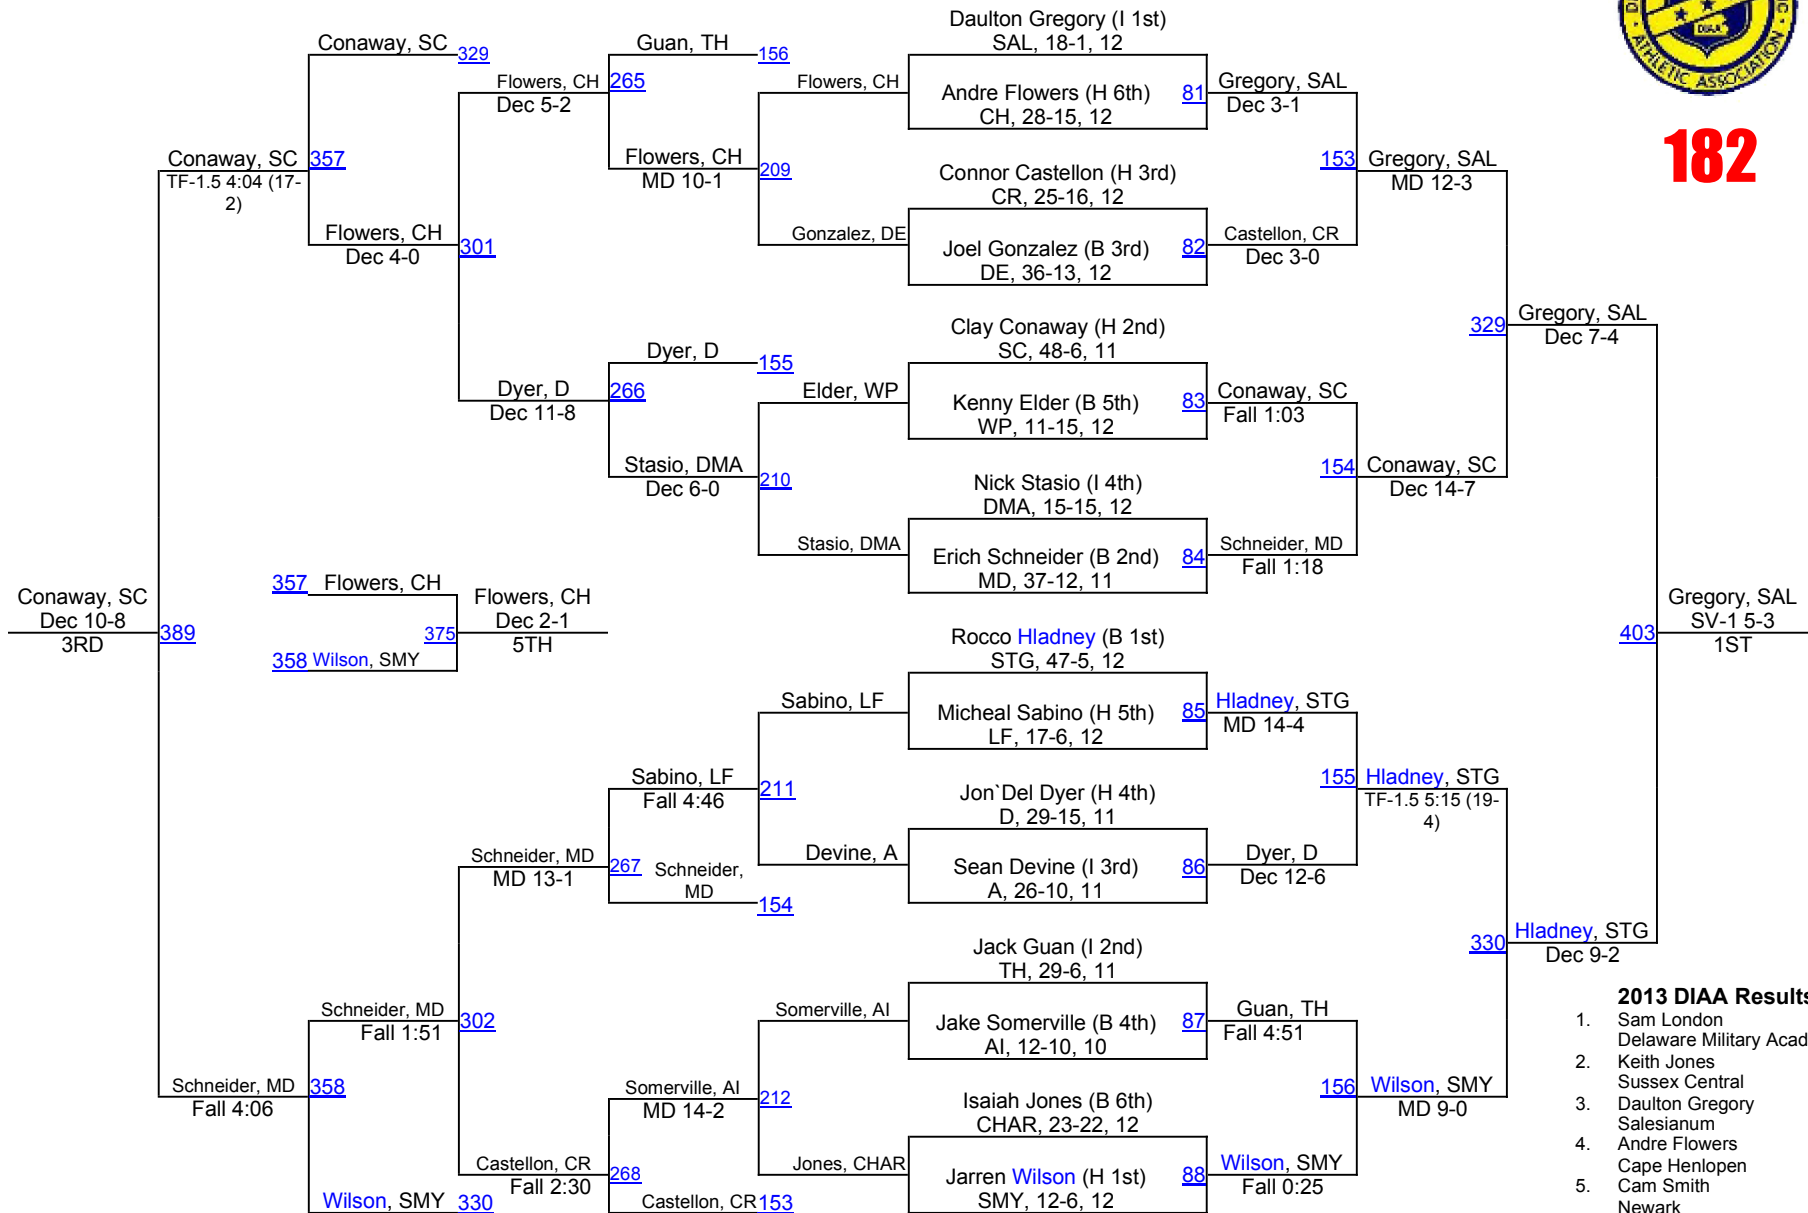 Daulton Gregory (I 1st)
SAL, 18-1, 12
Andre Flowers (H 6th)
CH, 28-15, 12
81
Connor Castellon (H 3rd)
CR, 25-16, 12
Joel Gonzalez (B 3rd)
DE, 36-13, 12
82
Clay Conaway (H 2nd)
SC, 48-6, 11
Kenny Elder (B 5th)
WP, 11-15, 12
83
Nick Stasio (I 4th)
DMA, 15-15, 12
Erich Schneider (B 2nd)
MD, 37-12, 11
84
Rocco Hladney (B 1st)
STG, 47-5, 12
Micheal Sabino (H 5th)
LF, 17-6, 12
85
Jon`Del Dyer (H 4th)
D, 29-15, 11
Sean Devine (I 3rd)
A, 26-10, 11
86
Jack Guan (I 2nd)
TH, 29-6, 11
Jake Somerville (B 4th)
AI, 12-10, 10
87
Isaiah Jones (B 6th)
CHAR, 23-22, 12
Jarren Wilson (H 1st)
SMY, 12-6, 12
88
Gregory, SAL
Dec 3-1
153
Castellon, CR
Dec 3-0
Conaway, SC
Fall 1:03
154
Schneider, MD
Fall 1:18
Hladney, STG
MD 14-4
155
Dyer, D
Dec 12-6
Guan, TH
Fall 4:51
156
Wilson, SMY
Fall 0:25
Gregory, SAL
MD 12-3
329
Conaway, SC
Dec 14-7
Hladney, STG
TF-1.5 5:15 (19-
4)
330
Wilson, SMY
MD 9-0
Gregory, SAL
Dec 7-4
403
Hladney, STG
Dec 9-2
Gregory, SAL
SV-1 5-3
1ST
Flowers, CH
209
Gonzalez, DE
Elder, WP
210
Stasio, DMA
Sabino, LF
211
Devine, A
Somerville, AI
212
Jones, CHAR
Guan, TH
156
265
Flowers, CH
MD 10-1
Dyer, D
155
266
Stasio, DMA
Dec 6-0
Sabino, LF
Fall 4:46
267
Schneider,
MD
154
Somerville, AI
MD 14-2
268
Castellon, CR
153
Flowers, CH
Dec 5-2
301
Dyer, D
Dec 11-8
Schneider, MD
MD 13-1
302
Castellon, CR
Fall 2:30
Conaway, SC
329
357
Flowers, CH
Dec 4-0
Schneider, MD
Fall 1:51
358
Wilson, SMY
330
Conaway, SC
TF-1.5 4:04 (17-
2)
389
Schneider, MD
Fall 4:06
Conaway, SC
Dec 10-8
3RD
357 Flowers, CH
375
358 Wilson, SMY
Flowers, CH
Dec 2-1
5TH
DIAA
ATHLETIC ASSOCIATION
182
2013 DIAA Results
1. Sam London
Delaware Military Acad
2. Keith Jones
Sussex Central
3. Daulton Gregory
Salesianum
4. Andre Flowers
Cape Henlopen
5. Cam Smith
Newark